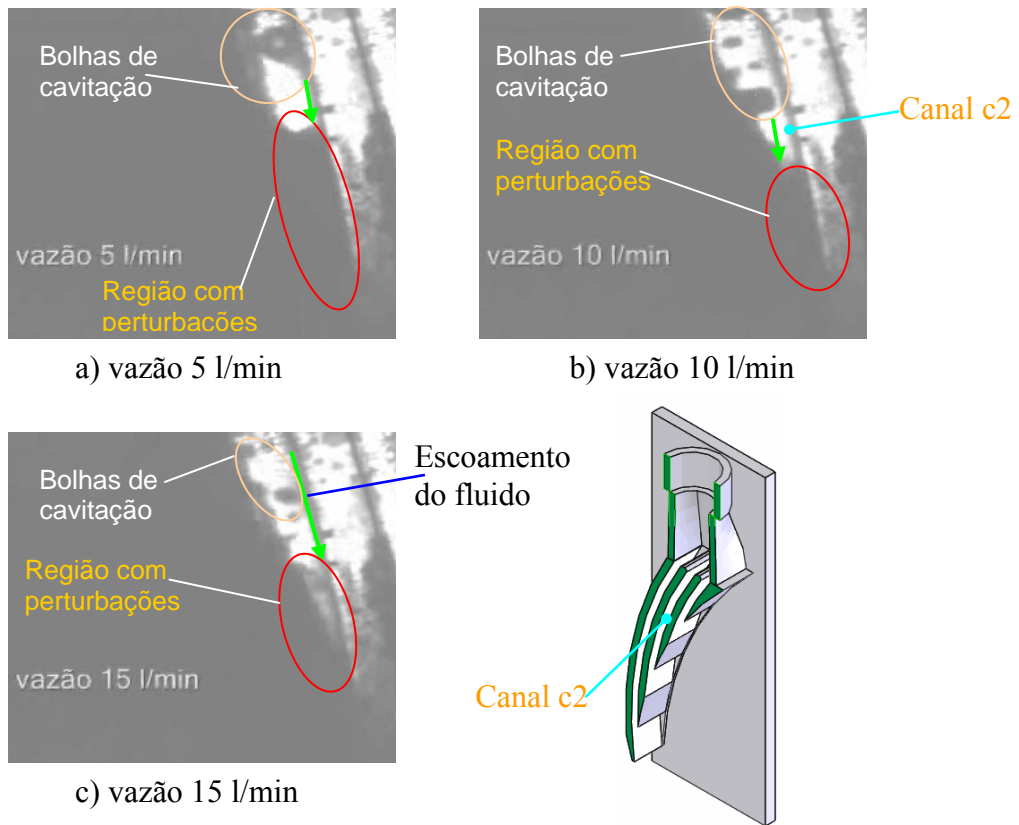 Bolhas de
cavitação
vazão 5 l/min
Região com
perturbações
a) vazão 5 l/min
Bolhas de
cavitação
Canal c2
Região com
perturbações
vazão 10 l/min
b) vazão 10 l/min
Bolhas de
cavitação
Escoamento
do fluido
Região com
perturbações
vazão 15 l/min
c) vazão 15 l/min
Canal c2